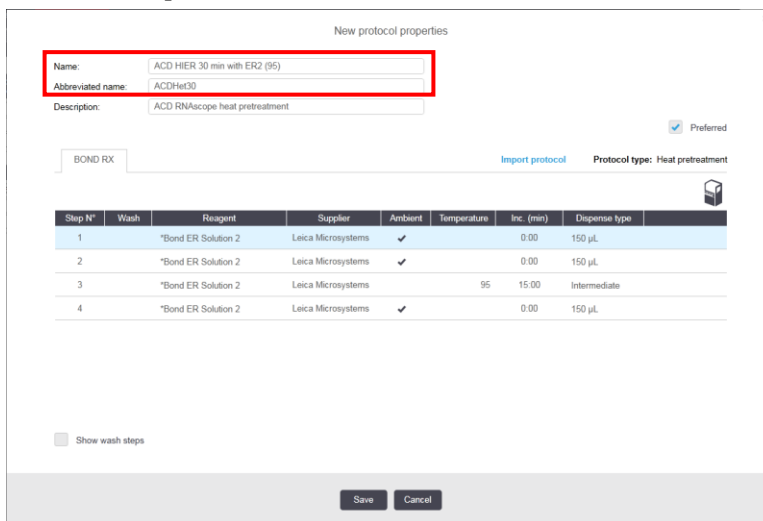 New protocol properties
Name: ACD HIER 30 min with ER2 (95)
Abbreviated name: ACDHet30
Description: ACD RNAscope heat pretreatment
Preferred
BOND RX Import protocol Protocol type: Heat pretreatment
Step N° Wash Reagent Supplier Ambient Temperature Inc. (min) Dispense type
1 *Bond ER Solution 2 Leica Microsystems ✔ 0:00 150 µL
2 *Bond ER Solution 2 Leica Microsystems ✔ 0:00 150 µL
3 *Bond ER Solution 2 Leica Microsystems 95 15:00 Intermediate
4 *Bond ER Solution 2 Leica Microsystems ✔ 0:00 150 µL
Show wash steps
Save Cancel